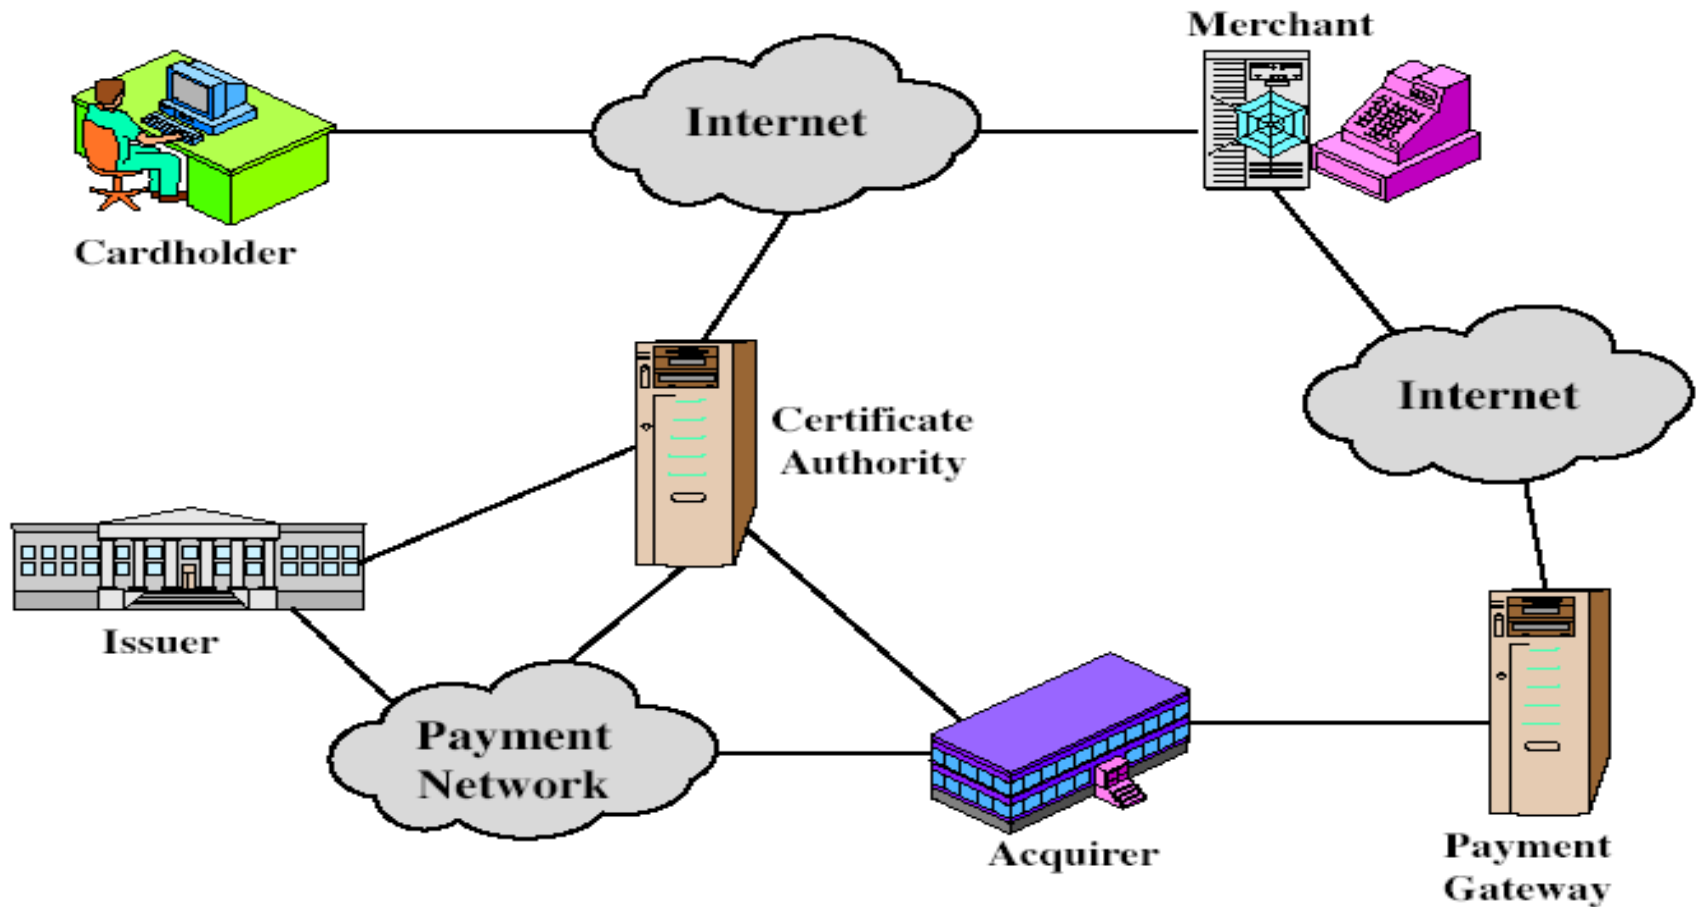 Merchant
Internet
Cardholder
Internet
Certificate
Authority
Issuer
Payment
Network
Acquirer
Payment
Gateway